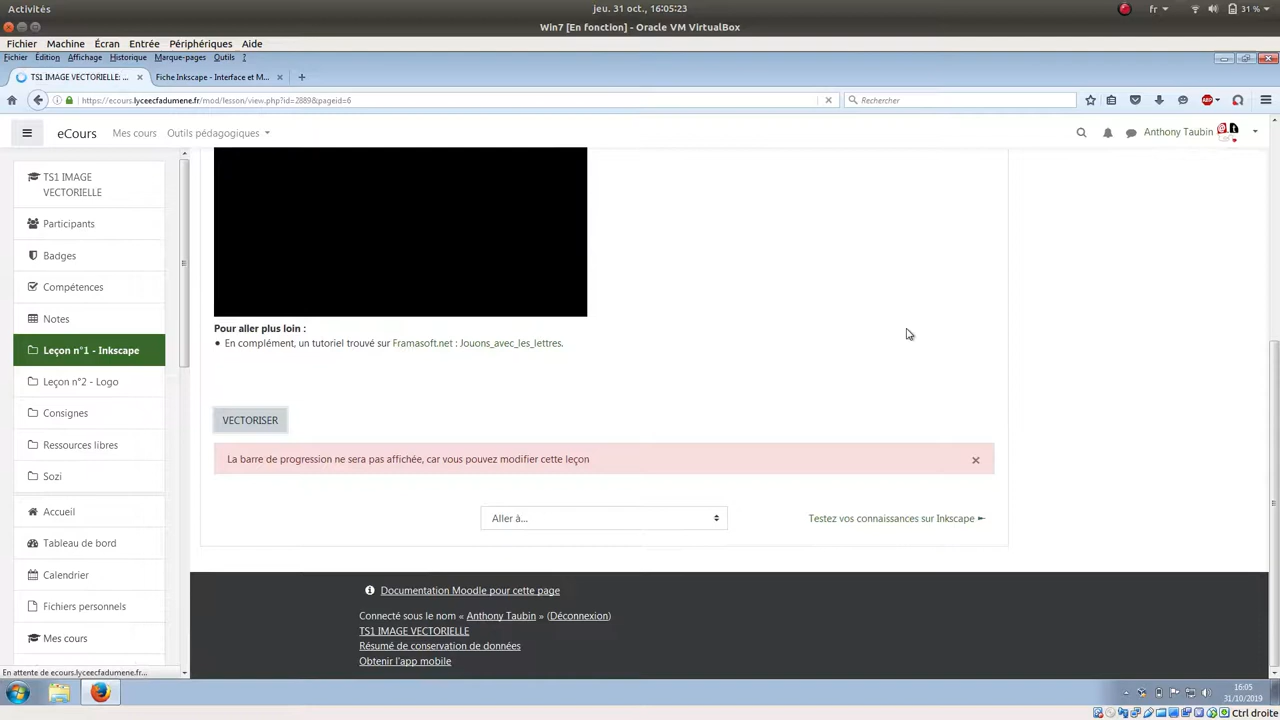 Activités
jeu. 31 oct., 16:05:23
fr
31 %
Win7 [En fonction] - Oracle VM VirtualBox
Fichier Machine Écran Entrée Périphériques Aide
Fichier Édition Affichage Historique Marque-pages Outils ?
TS1 IMAGE VECTORIELLE: ... × Fiche Inkscape - Interface et M... × +
https://ecours.lyceecfadumene.fr/mod/lesson/view.php?id=2889&pageid=6
Rechercher
eCours Mes cours Outils pédagogiques
Anthony Taubin
TS1 IMAGE
VECTORIELLE
Participants
Badges
Compétences
Notes
Leçon n°1 - Inkscape
Leçon n°2 - Logo
Consignes
Ressources libres
Sozi
Accueil
Tableau de bord
Calendrier
Fichiers personnels
Mes cours
Pour aller plus loin :
• En complément, un tutoriel trouvé sur Framasoft.net : Jouons_avec_les_lettres.
VECTORISER
La barre de progression ne sera pas affichée, car vous pouvez modifier cette leçon ×
Aller à...
Testez vos connaissances sur Inkscape ►
Documentation Moodle pour cette page
Connecté sous le nom « Anthony Taubin » (Déconnexion)
TS1 IMAGE VECTORIELLE
Résumé de conservation de données
Obtenir l'app mobile
En attente de ecours.lyceecfadumene.fr...
16:05
31/10/2019
Ctrl droite